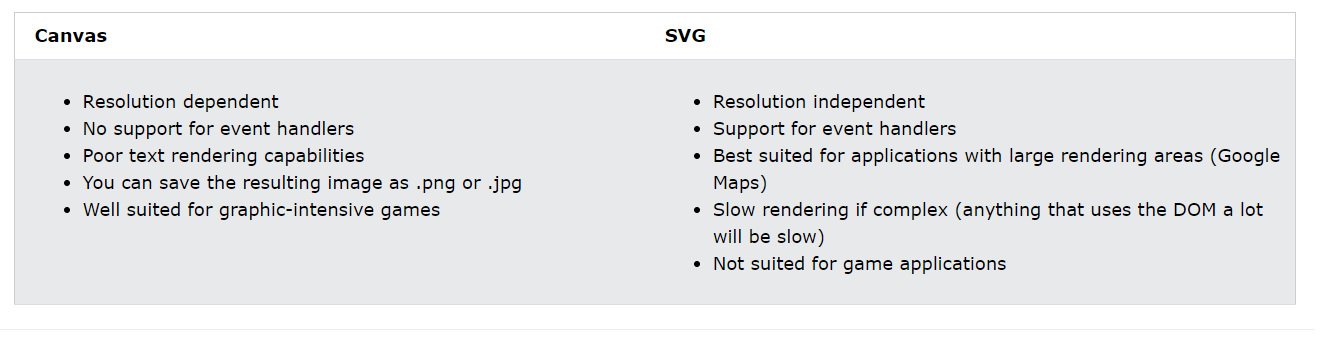 Canvas
SVG
Resolution dependent
No support for event handlers
Poor text rendering capabilities
You can save the resulting image as .png or .jpg
Well suited for graphic-intensive games
Resolution independent
Support for event handlers
Best suited for applications with large rendering areas (Google
Maps)
Slow rendering if complex (anything that uses the DOM a lot
will be slow)
Not suited for game applications